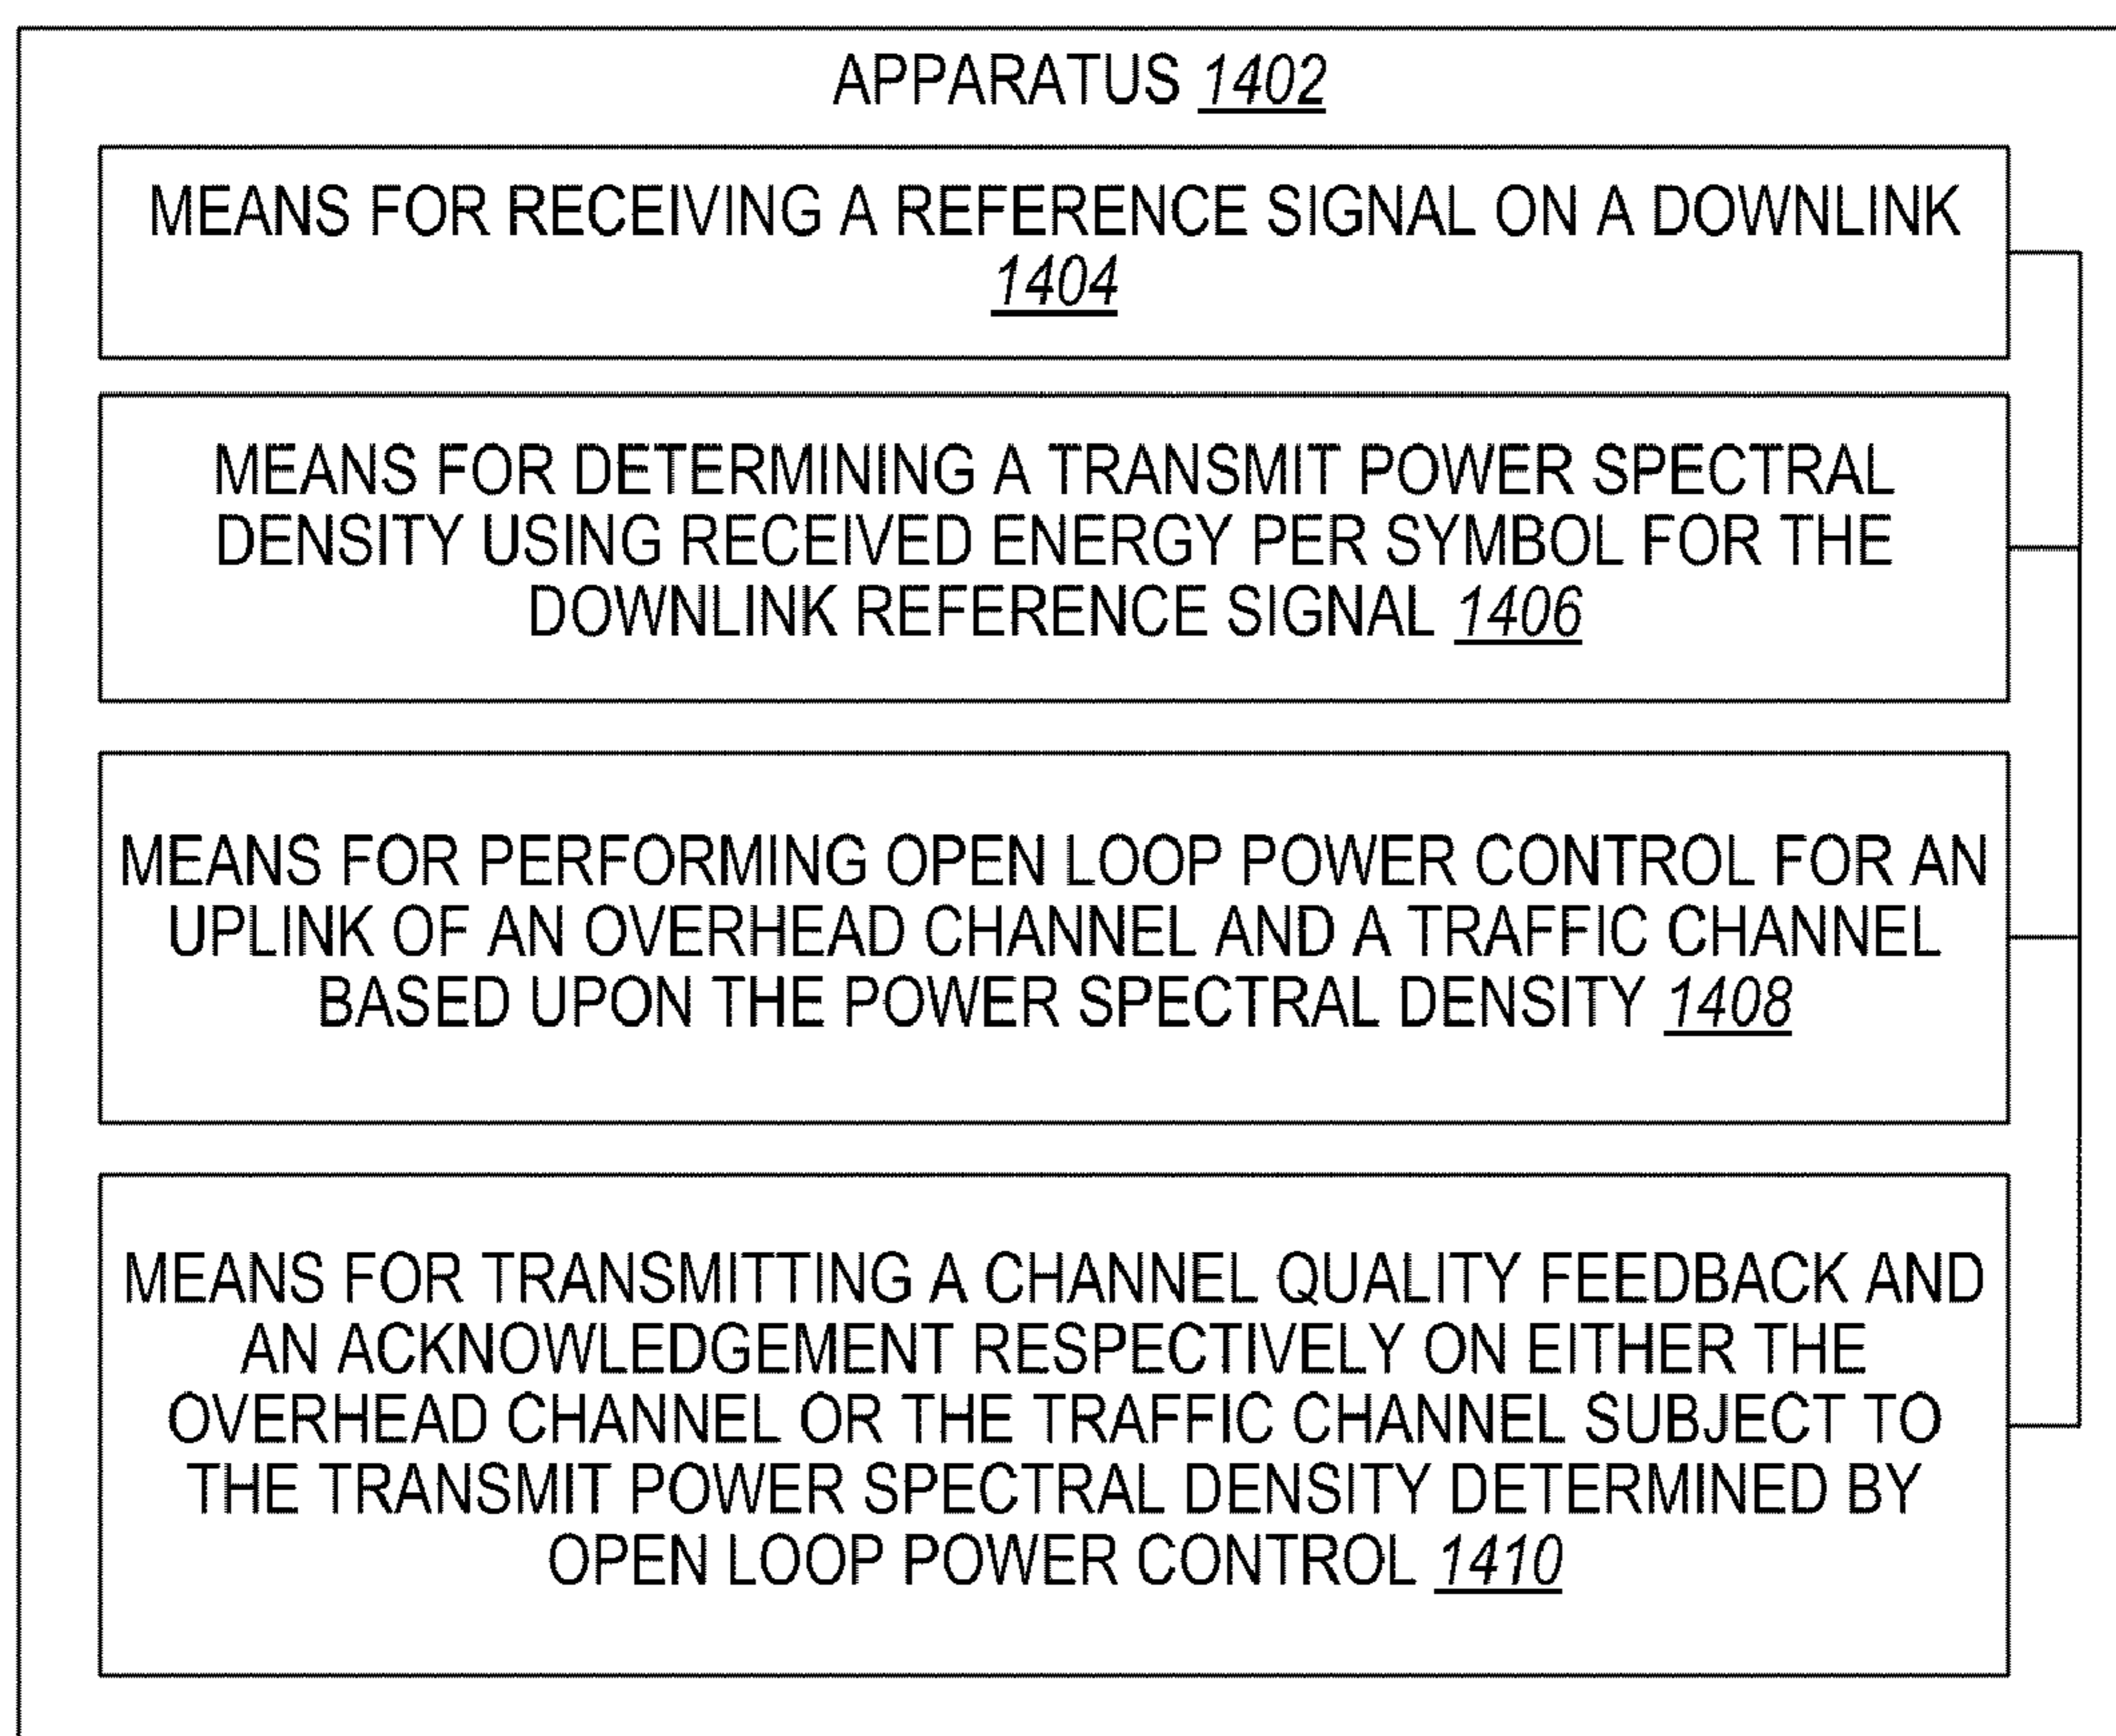 APPARATUS 1402
MEANS FOR RECEIVING A REFERENCE SIGNAL ON A DOWNLINK
1404
MEANS FOR DETERMINING A TRANSMIT POWER SPECTRAL
DENSITY USING RECEIVED ENERGY PER SYMBOL FOR THE
DOWNLINK REFERENCE SIGNAL 1406
MEANS FOR PERFORMING OPEN LOOP POWER CONTROL FOR AN
UPLINK OF AN OVERHEAD CHANNEL AND A TRAFFIC CHANNEL
BASED UPON THE POWER SPECTRAL DENSITY 1408
MEANS FOR TRANSMITTING A CHANNEL QUALITY FEEDBACK AND
AN ACKNOWLEDGEMENT RESPECTIVELY ON EITHER THE
OVERHEAD CHANNEL OR THE TRAFFIC CHANNEL SUBJECT TO
THE TRANSMIT POWER SPECTRAL DENSITY DETERMINED BY
OPEN LOOP POWER CONTROL 1410